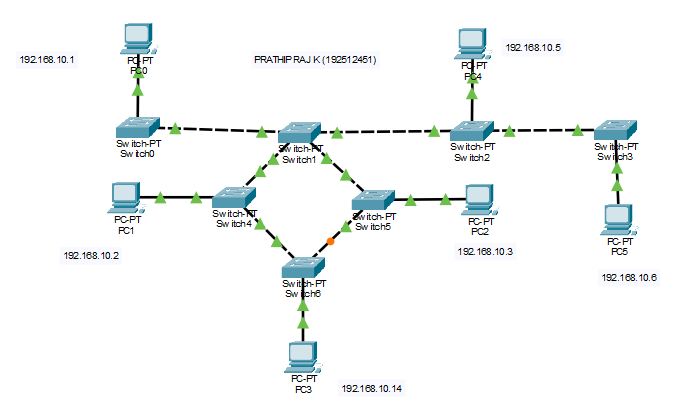 192.168.10.1
PC-PT
PC0
PRATHIP RAJ K (192512451)
PC-PT
PC4
192.168.10.5
Switch-PT
Switch0
Switch-PT
Switch1
Switch-PT
Switch2
Switch-PT
Switch3
PC-PT
PC1
Switch-PT
Switch4
Switch-PT
Switch5
PC-PT
PC2
PC-PT
PC5
192.168.10.2
192.168.10.3
192.168.10.6
Switch-PT
Switch6
PC-PT
PC3
192.168.10.14